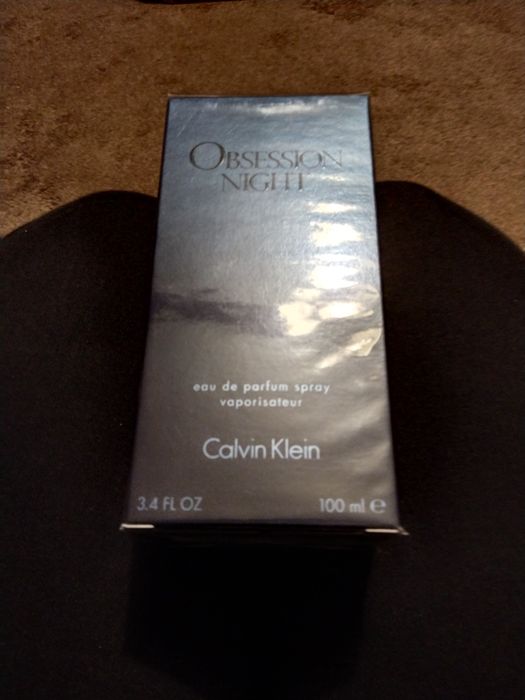 OBSESSION
NIGHT
eau de parfum spray
vaporisateur
Calvin Klein
3.4 FL OZ 100 ml ℮